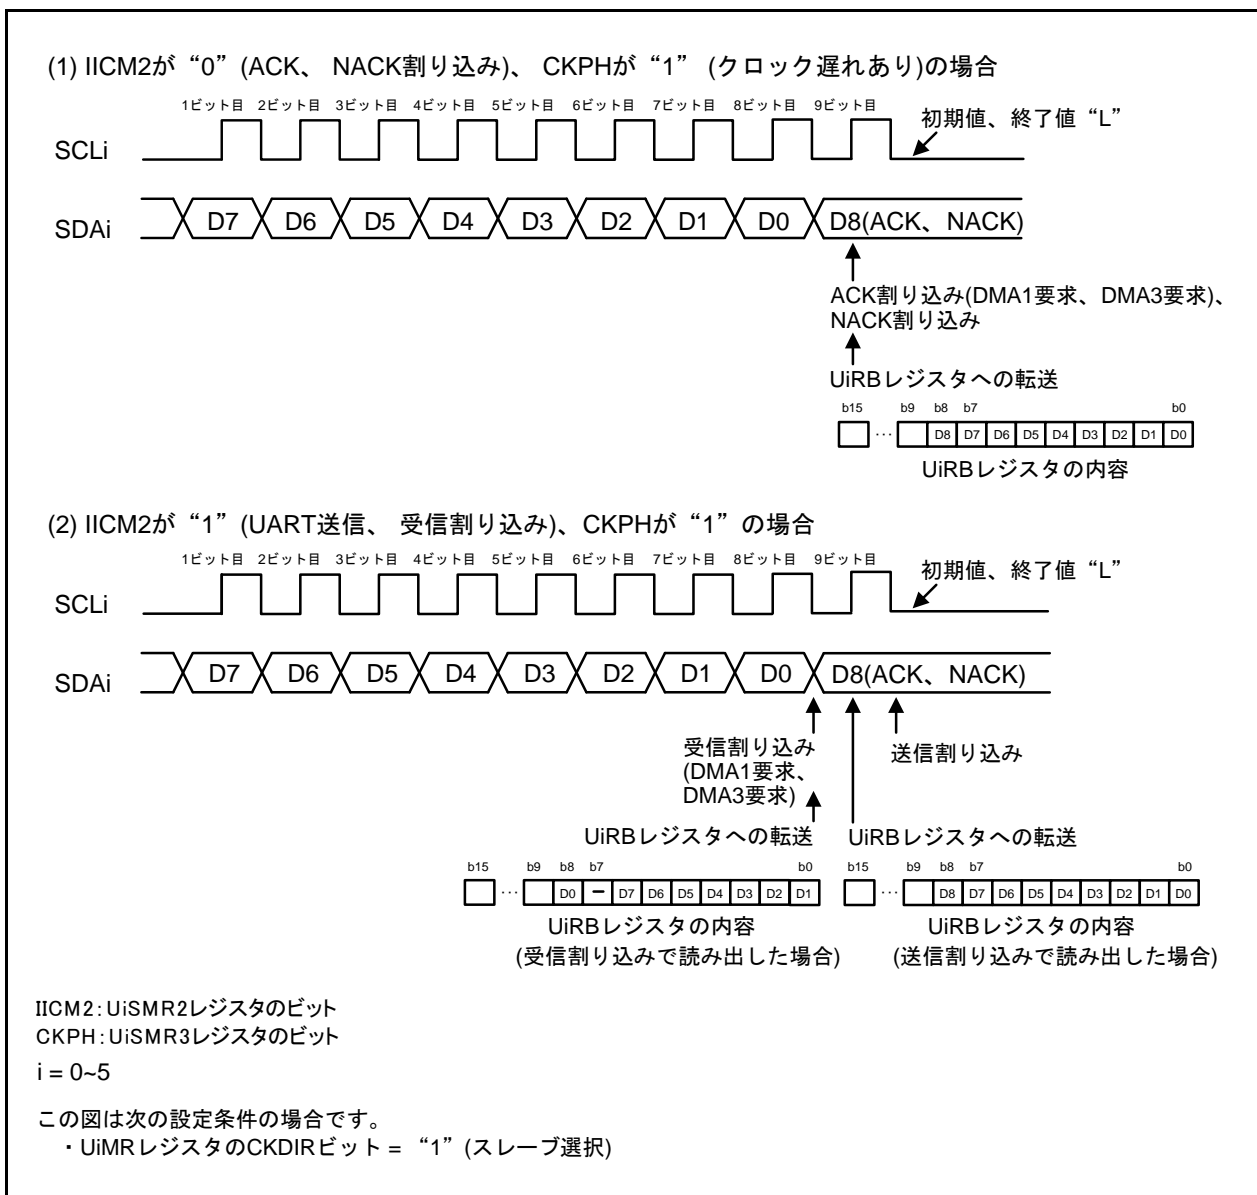 (1) IICM2が“0”(ACK、 NACK割り込み)、 CKPHが“1” (クロック遅れあり)の場合
1ビット目 2ビット目 3ビット目 4ビット目 5ビット目 6ビット目 7ビット目 8ビット目 9ビット目
初期値、終了値“L”
SCLi
SDAi D7 D6 D5 D4 D3 D2 D1 D0 D8(ACK、NACK)
ACK割り込み(DMA1要求、DMA3要求)、
NACK割り込み
UiRBレジスタへの転送
b15 b9 b8 b7 b0
… D8 D7 D6 D5 D4 D3 D2 D1 D0
UiRBレジスタの内容
(2) IICM2が“1”(UART送信、 受信割り込み)、CKPHが“1”の場合
1ビット目 2ビット目 3ビット目 4ビット目 5ビット目 6ビット目 7ビット目 8ビット目 9ビット目
初期値、終了値“L”
SCLi
SDAi D7 D6 D5 D4 D3 D2 D1 D0 D8(ACK、NACK)
受信割り込み
(DMA1要求、
DMA3要求)
送信割り込み
UiRBレジスタへの転送 UiRBレジスタへの転送
b15 b9 b8 b7 b0 b15 b9 b8 b7 b0
… D0 － D7 D6 D5 D4 D3 D2 D1 … D8 D7 D6 D5 D4 D3 D2 D1 D0
UiRBレジスタの内容 UiRBレジスタの内容
(受信割り込みで読み出した場合) (送信割り込みで読み出した場合)
IICM2：UiSMR2レジスタのビット
CKPH：UiSMR3レジスタのビット
i = 0~5
この図は次の設定条件の場合です。
・UiMRレジスタのCKDIRビット = “1”(スレーブ選択)